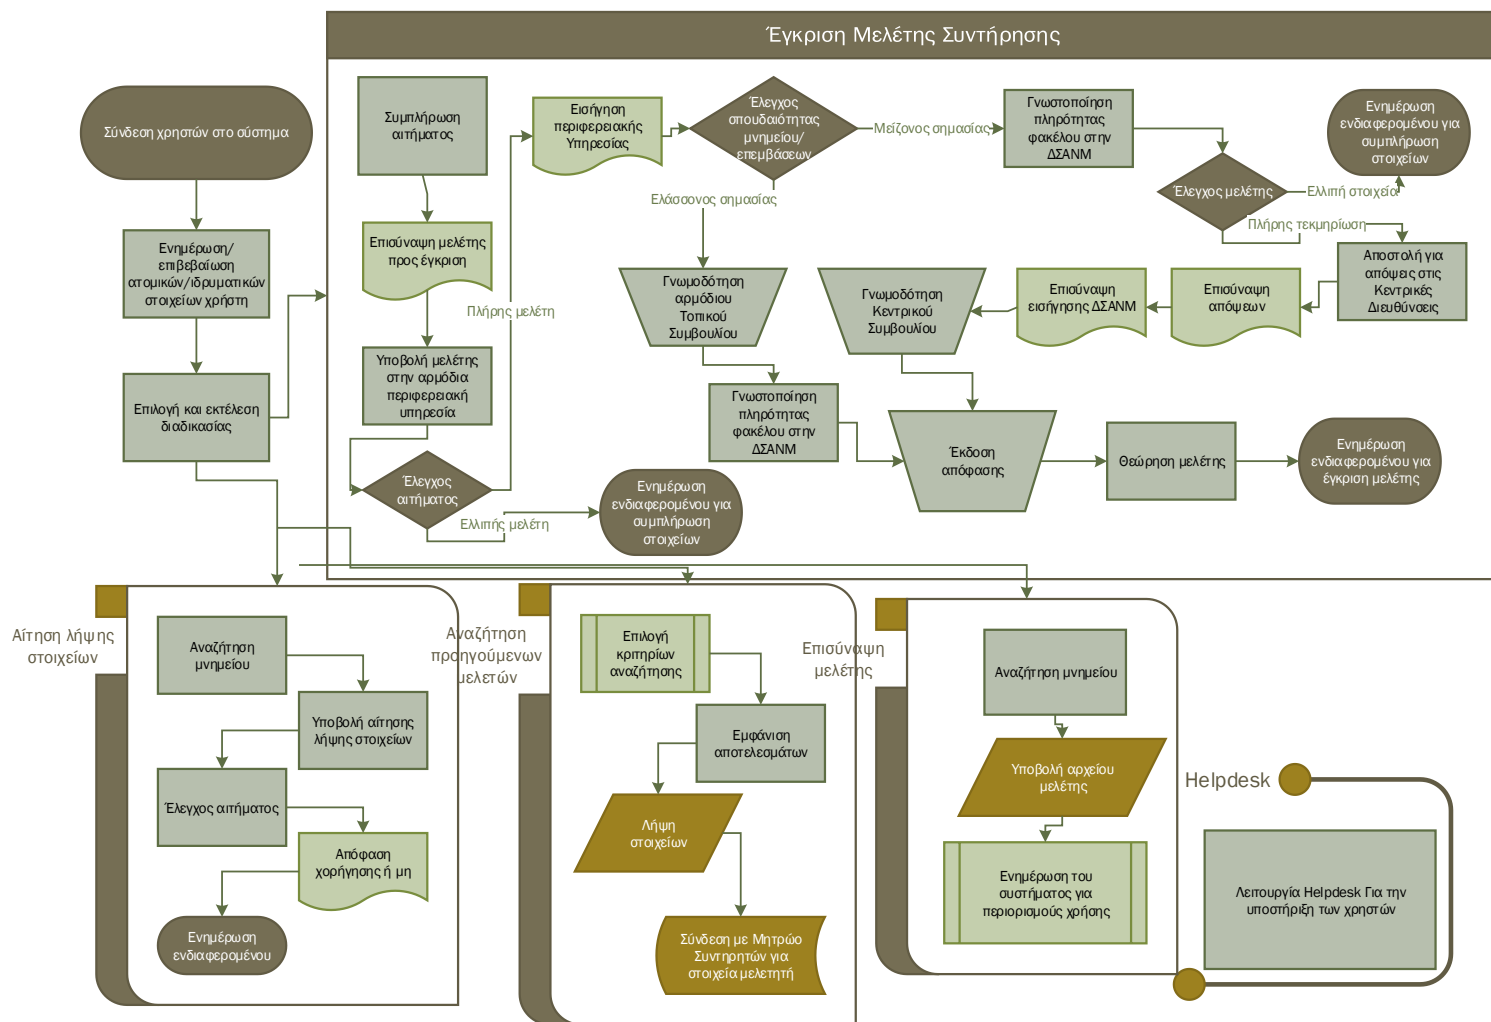 Έγκριση Μελέτης Συντήρησης
Σύνδεση χρηστών στο σύστημα
Ενημέρωση/
επιβεβαίωση
ατομικών/ιδρυματικών
στοιχείων χρήστη
Επιλογή και εκτέλεση
διαδικασίας
Συμπλήρωση
αιτήματος
Επισύναψη μελέτης
προς έγκριση
Υποβολή μελέτης
στην αρμόδια
περιφερειακή
υπηρεσία
Έλεγχος
αιτήματος
Πλήρης μελέτη
Ελλιπής μελέτη
Ενημέρωση
ενδιαφερομένου για
συμπλήρωση
στοιχείων
Εισήγηση
περιφερειακής
Υπηρεσίας
Έλεγχος
σπουδαιότητας
μνημείου/
επεμβάσεων
Μείζονος σημασίας
Ελάσσονος σημασίας
Γνωστοποίηση
πληρότητας
φακέλου στην
ΔΣΑΝΜ
Έλεγχος μελέτης
Ελλιπή στοιχεία
Ενημέρωση
ενδιαφερομένου για
συμπλήρωση
στοιχείων
Πλήρης τεκμηρίωση
Αποστολή για
απόψεις στις
Κεντρικές
Διευθύνσεις
Επισύναψη
απόψεων
Επισύναψη
εισήγησης ΔΣΑΝΜ
Γνωμοδότηση
Κεντρικού
Συμβουλίου
Γνωμοδότηση
αρμόδιου
Τοπικού
Συμβουλίου
Γνωστοποίηση
πληρότητας
φακέλου στην
ΔΣΑΝΜ
Έκδοση
απόφασης
Θεώρηση μελέτης
Ενημέρωση
ενδιαφερομένου για
έγκριση μελέτης
Αίτηση λήψης
στοιχείων
Αναζήτηση
μνημείου
Υποβολή αίτησης
λήψης στοιχείων
Έλεγχος αιτήματος
Απόφαση
χορήγησης ή μη
Ενημέρωση
ενδιαφερομένου
Αναζήτηση
προηγούμενων
μελετών
Επιλογή
κριτηρίων
αναζήτησης
Εμφάνιση
αποτελεσμάτων
Λήψη
στοιχείων
Σύνδεση με Μητρώο
Συντηρητών για
στοιχεία μελετητή
Επισύναψη
μελέτης
Αναζήτηση μνημείου
Υποβολή αρχείου
μελέτης
Ενημέρωση του
συστήματος για
περιορισμούς χρήσης
Helpdesk
Λειτουργία Helpdesk Για την
υποστήριξη των χρηστών